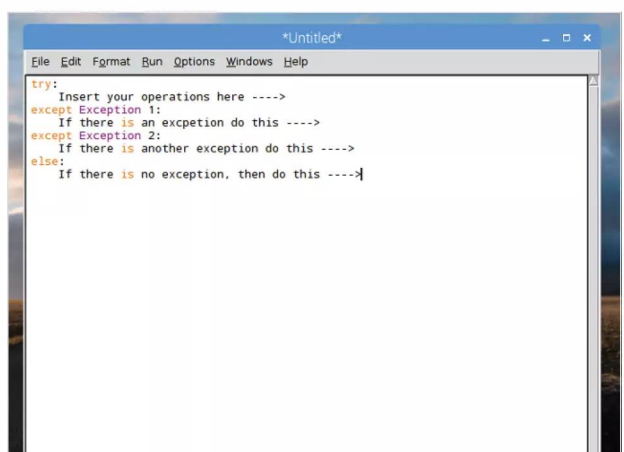 *Untitled*
File Edit Format Run Options Windows Help
try:
    Insert your operations here ---->
except Exception 1:
    If there is an excpetion do this ---->
except Exception 2:
    If there is another exception do this ---->
else:
    If there is no exception, then do this ---->